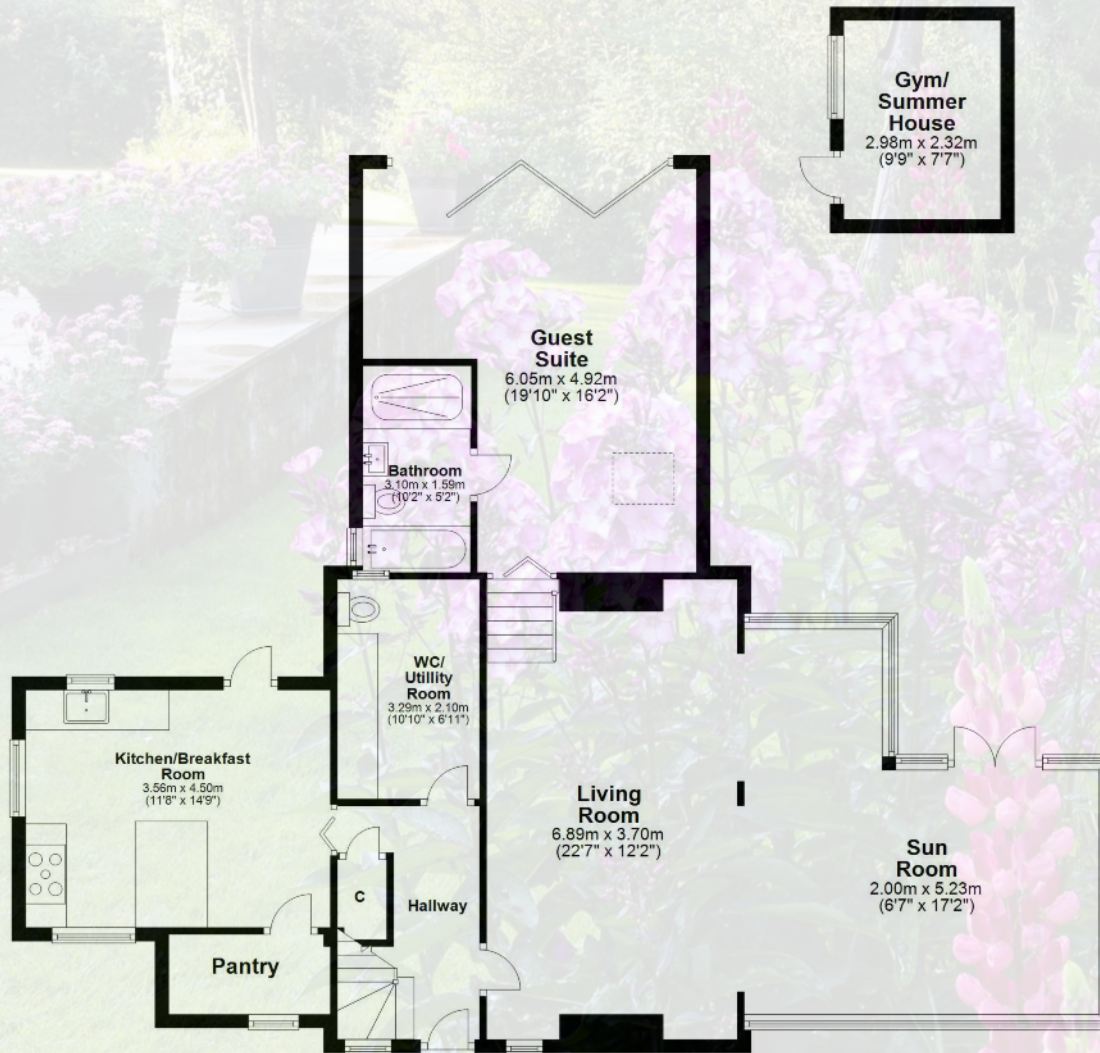 Gym/
Summer
House
2.98m x 2.32m
(9'9" x 7'7")
Guest
Suite
6.05m x 4.92m
(19'10" x 16'2")
Bathroom
3.10m x 1.59m
(10'2" x 5'2")
WC/
Utillity
Room
3.29m x 2.10m
(10'10" x 6'11")
Kitchen/Breakfast
Room
3.56m x 4.50m
(11'8" x 14'9")
Living
Room
6.89m x 3.70m
(22'7" x 12'2")
Sun
Room
2.00m x 5.23m
(6'7" x 17'2")
C
Hallway
Pantry